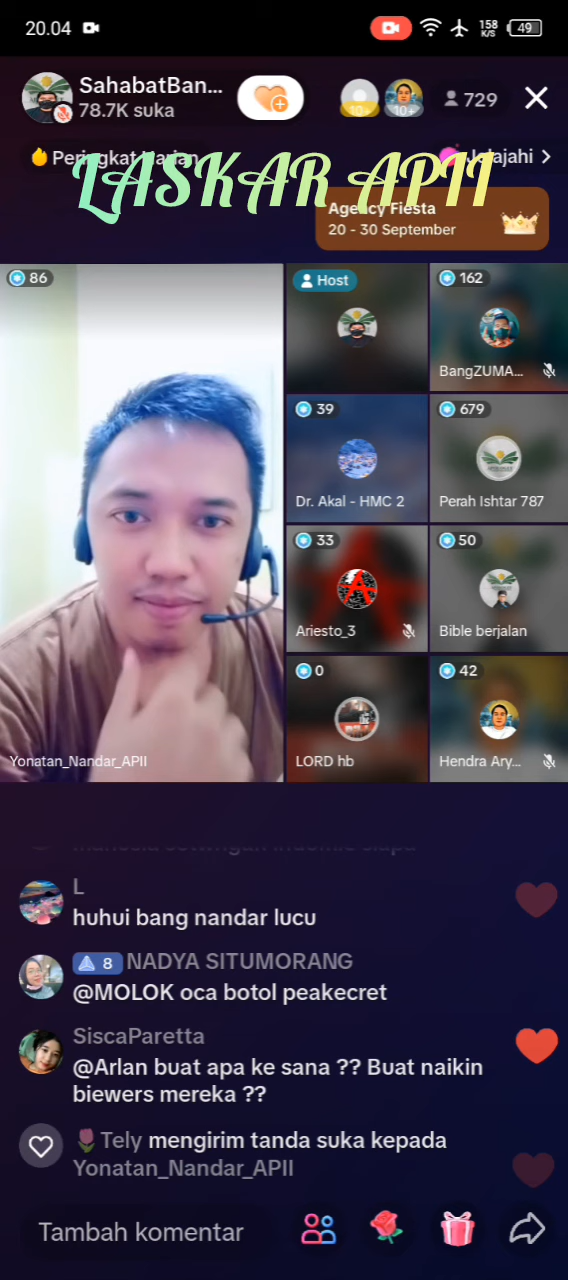 20.04
158
K/S
49
SahabatBan...
78.7K suka
10+
10+
729
Peringkat Harian
Jelajahi
LASKAR APII
Agency Fiesta
20 - 30 September
86
Host
162
BangZUMA...
39
679
Dr. Akal - HMC 2
Perah Ishtar 787
33
50
Ariesto_3
Bible berjalan
0
42
Yonatan_Nandar_APII
LORD hb
Hendra Ary...
L
huhui bang nandar lucu
8 NADYA SITUMORANG
@MOLOK oca botol peakecret
SiscaParetta
@Arlan buat apa ke sana ?? Buat naikin
biewers mereka ??
🌷Tely mengirim tanda suka kepada
Yonatan_Nandar_APII
Tambah komentar